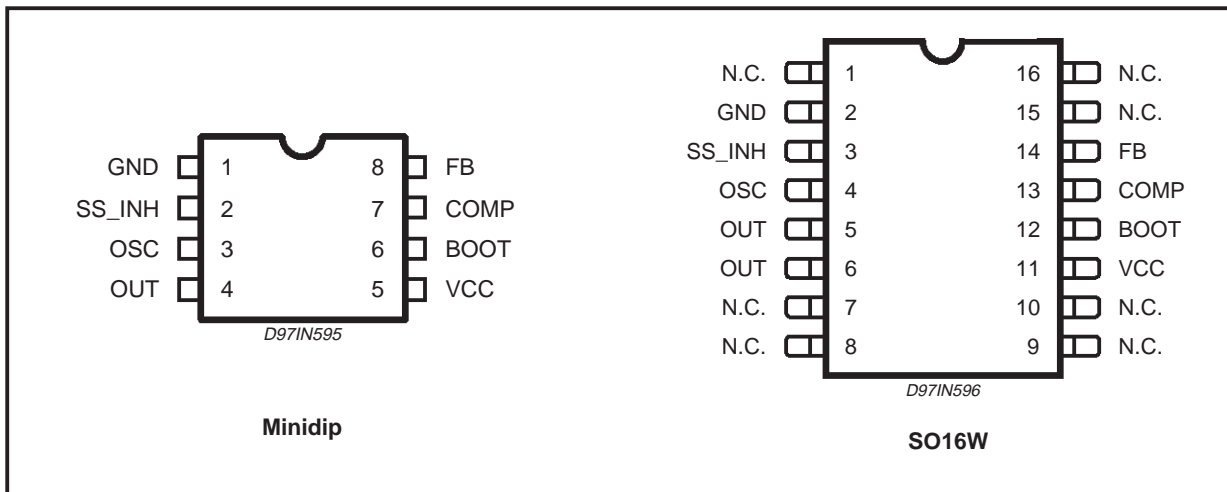 GND 1 8 FB
SS_INH 2 7 COMP
OSC 3 6 BOOT
OUT 4 5 VCC
D97IN595
Minidip
N.C. 1 16 N.C.
GND 2 15 N.C.
SS_INH 3 14 FB
OSC 4 13 COMP
OUT 5 12 BOOT
OUT 6 11 VCC
N.C. 7 10 N.C.
N.C. 8 9 N.C.
D97IN596
SO16W